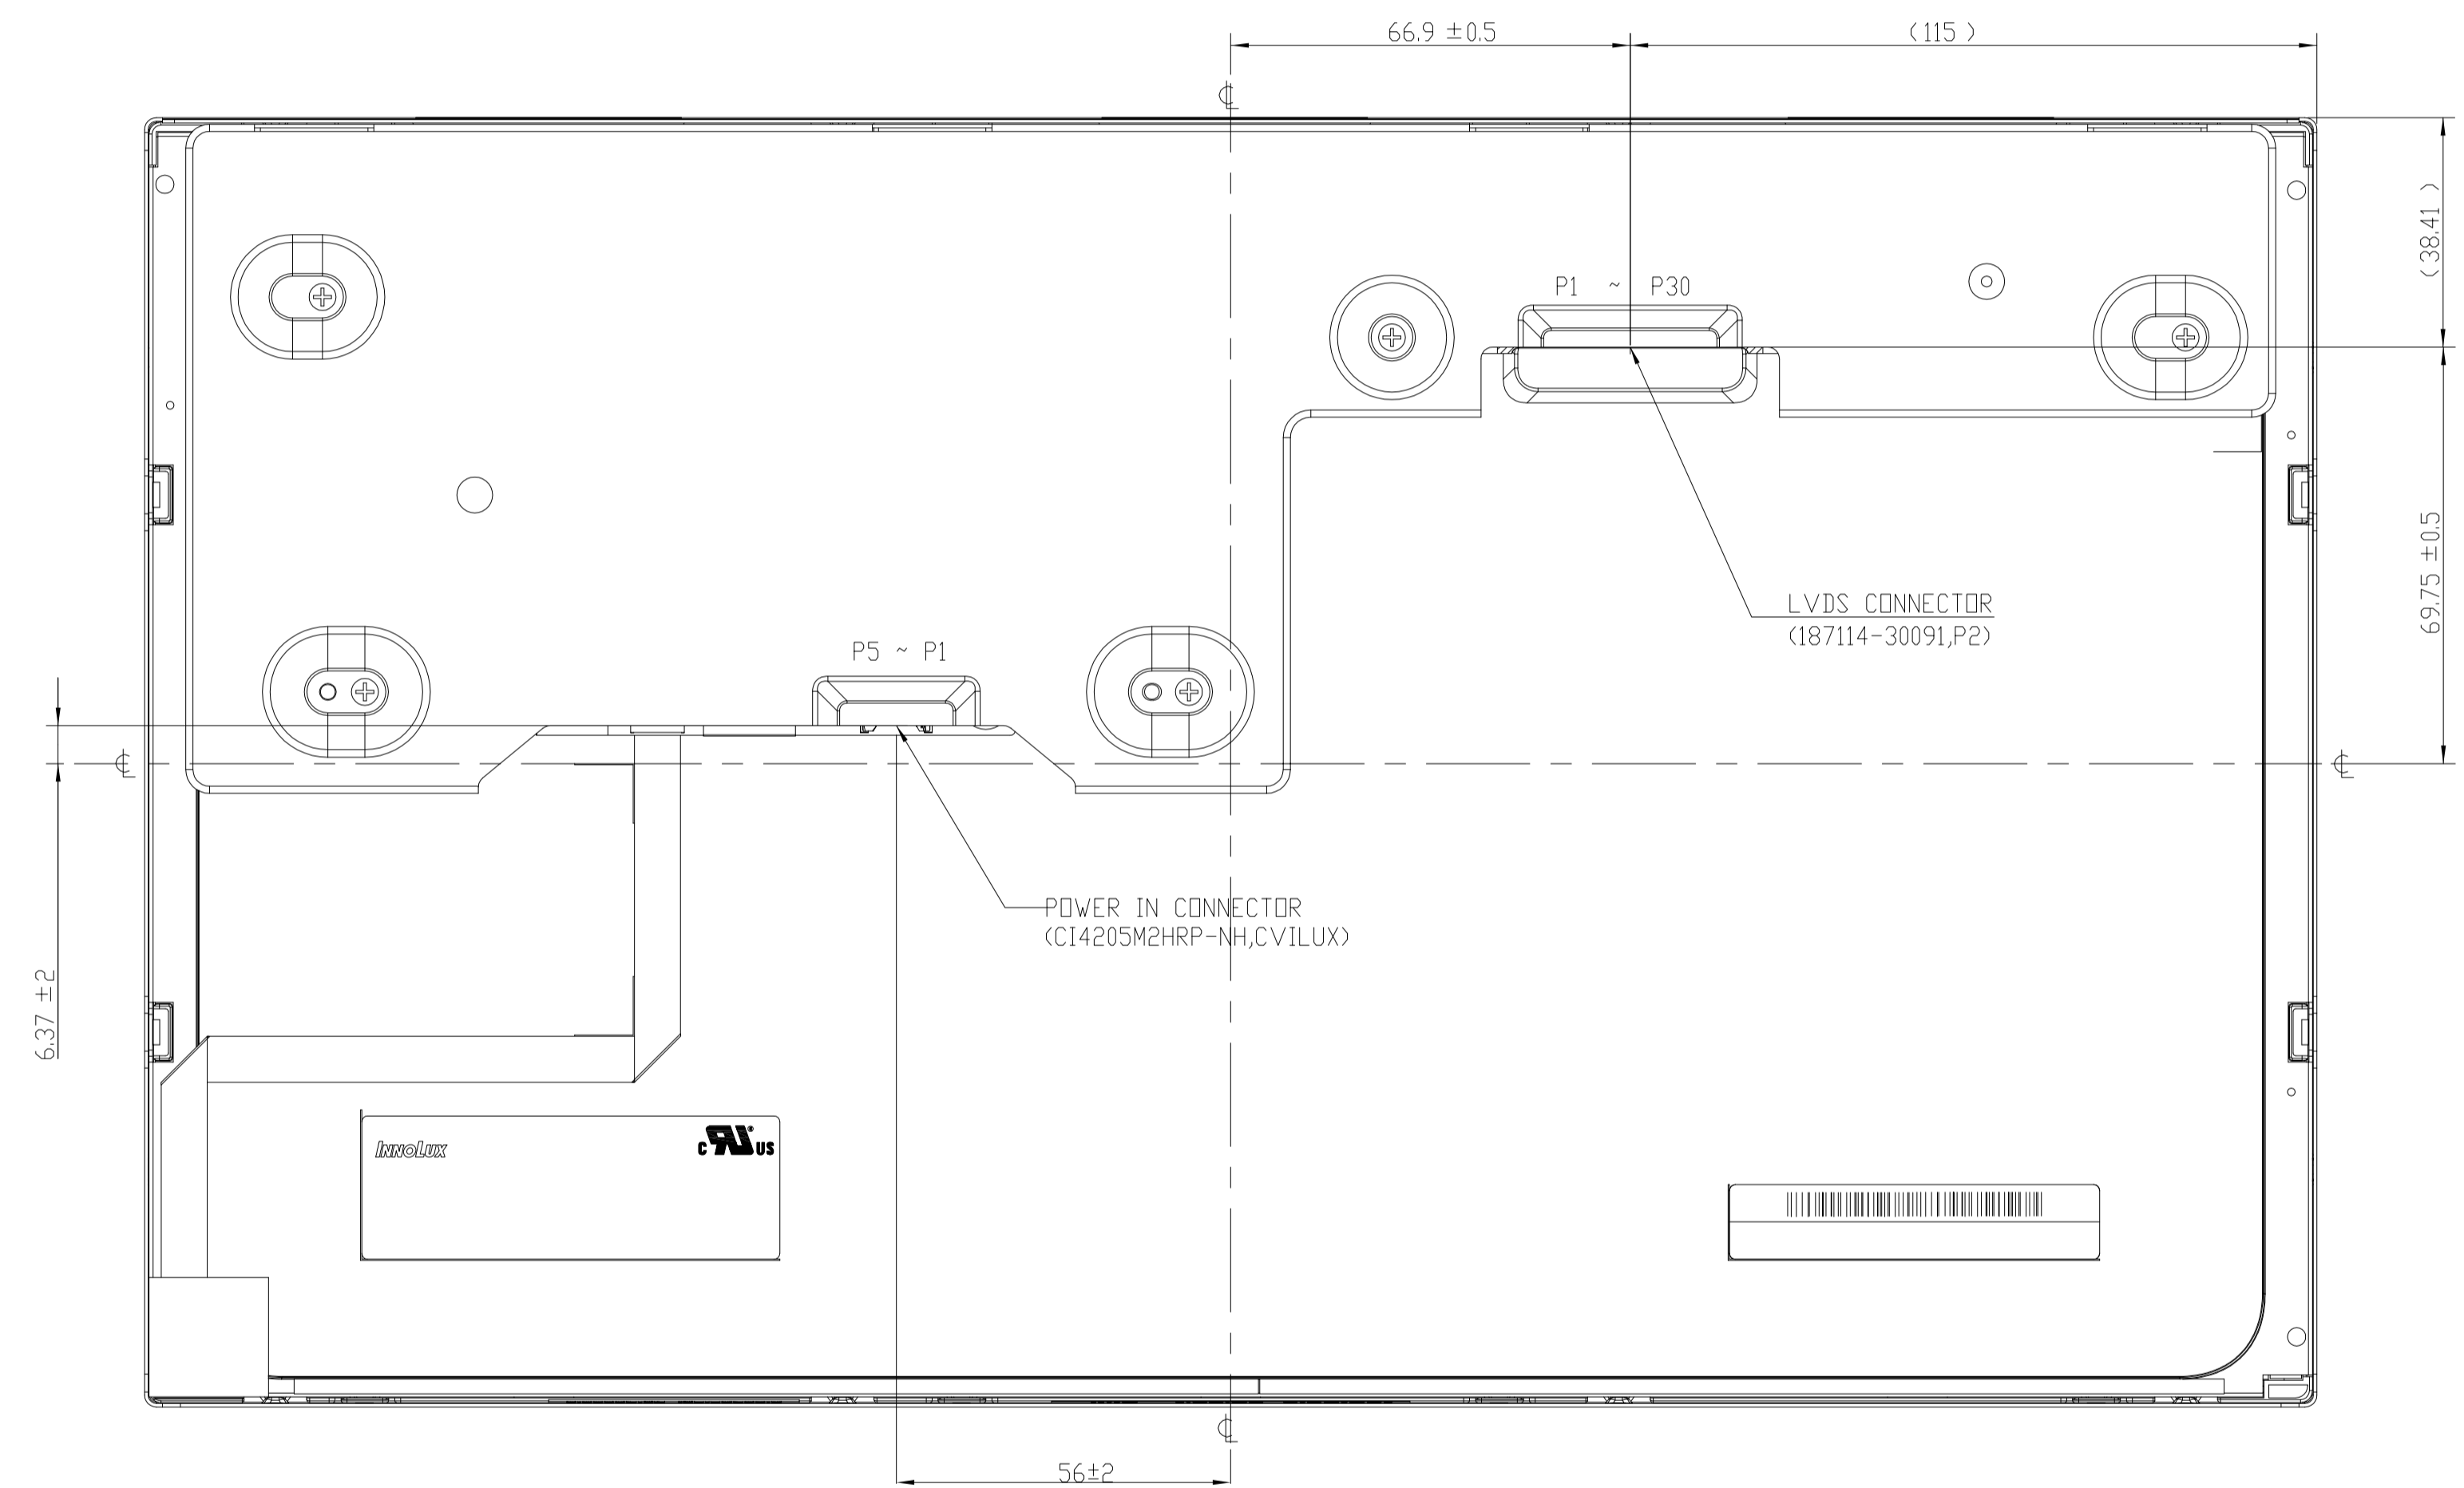 66.9 ±0.5
(115)
℄
(38.41)
P1 ~ P30
69.75 ±0.5
LVDS CONNECTOR
(187114-30091,P2)
P5 ~ P1
℄
℄
POWER IN CONNECTOR
(CI4205M2HRP-NH,CVILUX)
6.37 ±2
INNOLUX
C RU ® US
℄
56±2